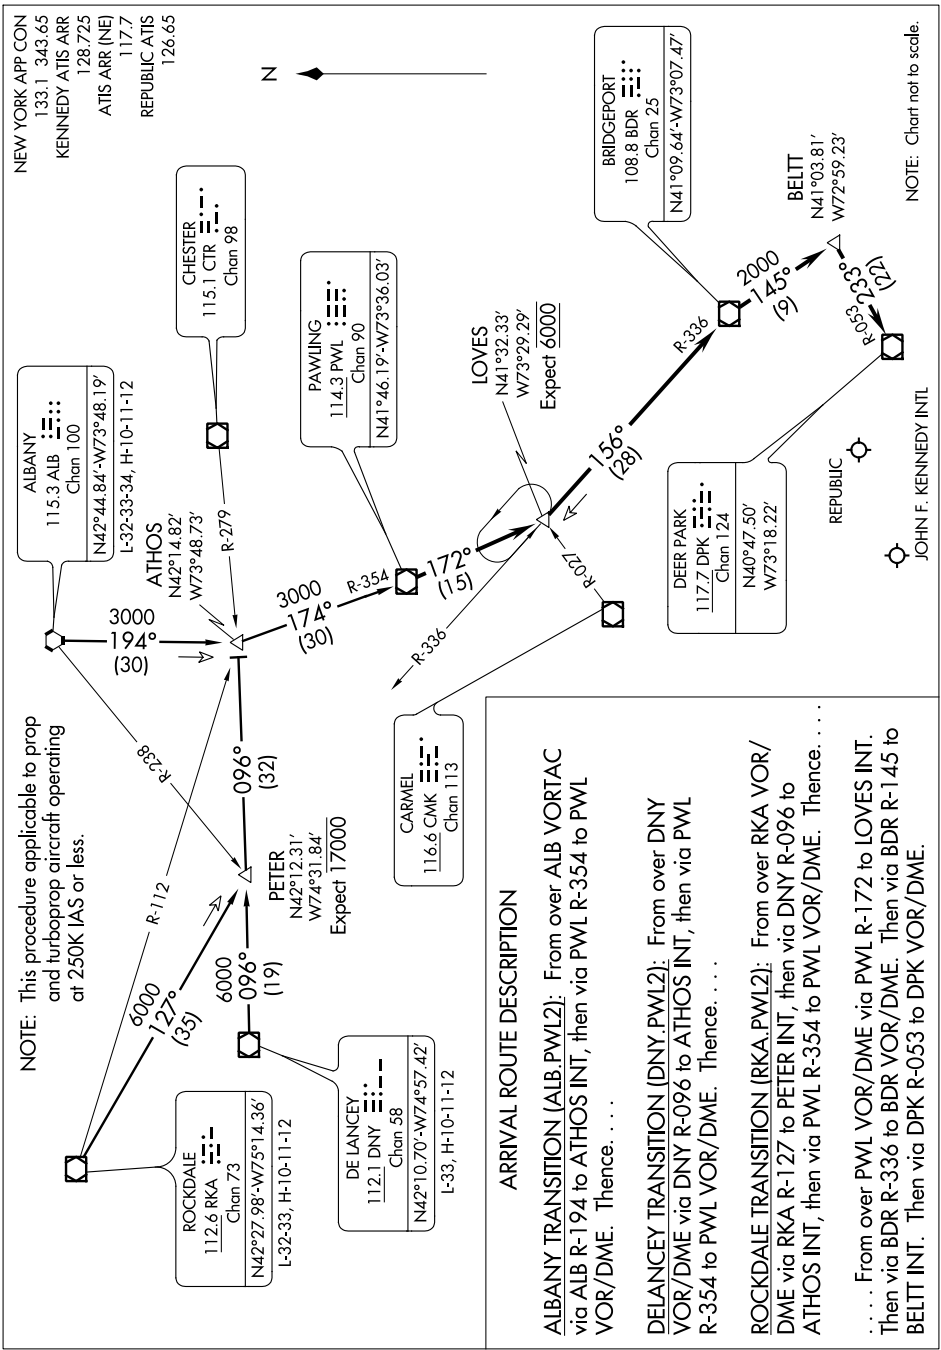 NEW YORK APP CON
133.1 343.65
KENNEDY ATIS ARR
128.725
ATIS ARR (NE)
117.7
REPUBLIC ATIS
126.65
NOTE: This procedure applicable to prop
and turboprop aircraft operating
at 250K IAS or less.
ALBANY
115.3 ALB
Chan 100
N42°44.84'-W73°48.19'
L-32-33-34, H-10-11-12
CHESTER
115.1 CTR
Chan 98
N
ROCKDALE
112.6 RKA
Chan 73
N42°27.98'-W75°14.36'
L-32-33, H-10-11-12
6000
127°
(35)
R-112
R-238
3000
194°
(30)
ATHOS
N42°14.82'
W73°48.73'
R-279
DE LANCEY
112.1 DNY
Chan 58
N42°10.70'-W74°57.42'
L-33, H-10-11-12
6000
096°
(19)
PETER
N42°12.31'
W74°31.84'
Expect 17000
096°
(32)
3000
174°
(30)
R-354
PAWLING
114.3 PWL
Chan 90
N41°46.19'-W73°36.03'
172°
(15)
LOVES
N41°32.33'
W73°29.29'
Expect 6000
R-336
CARMEL
116.6 CMK
Chan 113
R-027
156°
(28)
R-336
BRIDGEPORT
108.8 BDR
Chan 25
N41°09.64'-W73°07.47'
2000
145°
(9)
BELTT
N41°03.81'
W72°59.23'
R-053
233°
(22)
DEER PARK
117.7 DPK
Chan 124
N40°47.50'
W73°18.22'
REPUBLIC
JOHN F. KENNEDY INTL
NOTE: Chart not to scale.
ARRIVAL ROUTE DESCRIPTION
ALBANY TRANSITION (ALB.PWL2): From over ALB VORTAC
via ALB R-194 to ATHOS INT, then via PWL R-354 to PWL
VOR/DME. Thence. . . .
DELANCEY TRANSITION (DNY.PWL2): From over DNY
VOR/DME via DNY R-096 to ATHOS INT, then via PWL
R-354 to PWL VOR/DME. Thence. . . .
ROCKDALE TRANSITION (RKA.PWL2): From over RKA VOR/
DME via RKA R-127 to PETER INT, then via DNY R-096 to
ATHOS INT, then via PWL R-354 to PWL VOR/DME. Thence. . . .
. . . . From over PWL VOR/DME via PWL R-172 to LOVES INT.
Then via BDR R-336 to BDR VOR/DME. Then via BDR R-145 to
BELTT INT. Then via DPK R-053 to DPK VOR/DME.